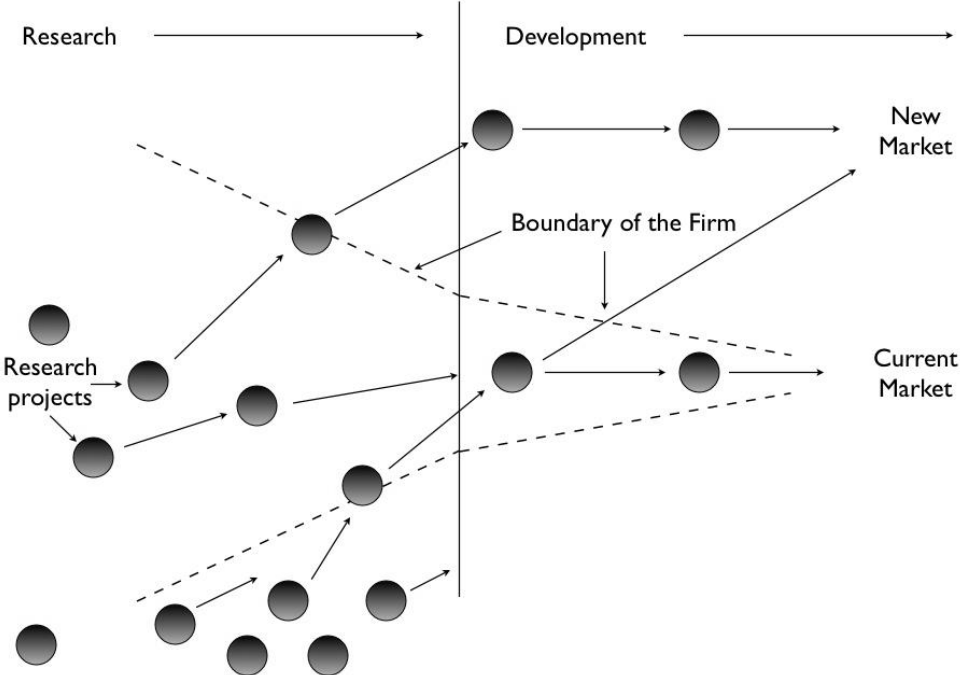 Research
Development
New
Market
Boundary of the Firm
Research
projects
Current
Market